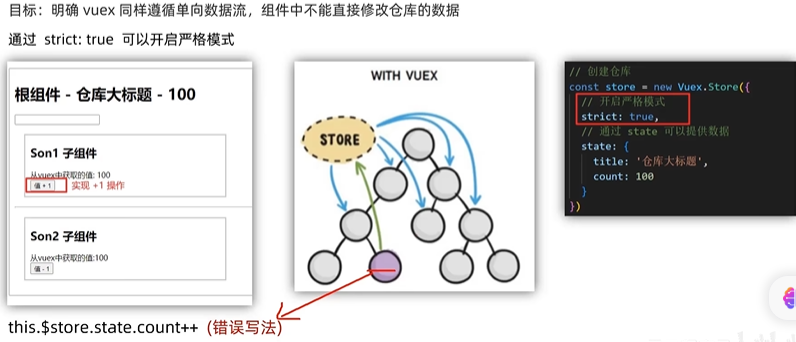 目标：明确 vuex 同样遵循单向数据流，组件中不能直接修改仓库的数据
通过 strict: true 可以开启严格模式
根组件 - 仓库大标题 - 100
Son1 子组件
从vuex中获取的值: 100
值 + 1
实现 +1 操作
Son2 子组件
从vuex中获取的值:100
值 - 1
WITH VUEX
STORE
// 创建仓库
const store = new Vuex.Store({
// 开启严格模式
strict: true,
// 通过 state 可以提供数据
state: {
title: '仓库大标题',
count: 100
}
})
this.$store.state.count++ (错误写法)